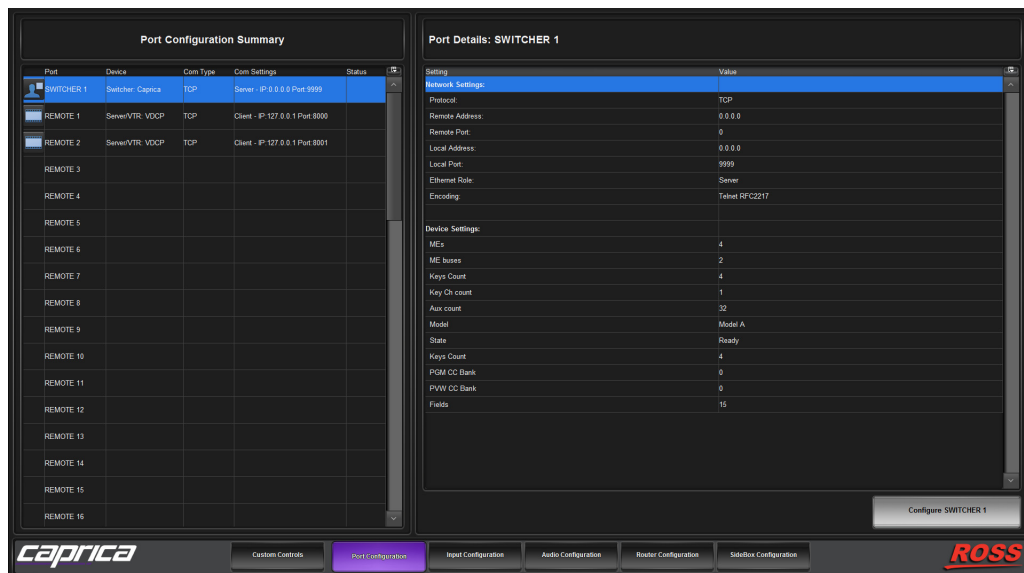 Port Configuration Summary
Port Device Com Type Com Settings Status
SWITCHER 1 Switcher: Caprica TCP Server - IP:0.0.0.0 Port:9999
REMOTE 1 Server/VTR: VDCP TCP Client - IP:127.0.0.1 Port:8000
REMOTE 2 Server/VTR: VDCP TCP Client - IP:127.0.0.1 Port:8001
REMOTE 3
REMOTE 4
REMOTE 5
REMOTE 6
REMOTE 7
REMOTE 8
REMOTE 9
REMOTE 10
REMOTE 11
REMOTE 12
REMOTE 13
REMOTE 14
REMOTE 15
REMOTE 16
Port Details: SWITCHER 1
Setting Value
Network Settings:
Protocol: TCP
Remote Address: 0.0.0.0
Remote Port: 0
Local Address: 0.0.0.0
Local Port: 9999
Ethernet Role: Server
Encoding: Telnet RFC2217
Device Settings:
MEs 4
ME buses 2
Keys Count 4
Key Ch count 1
Aux count 32
Model Model A
State Ready
Keys Count 4
PGM CC Bank 0
PVW CC Bank 0
Fields 15
Configure SWITCHER 1
caprica Custom Controls Port Configuration Input Configuration Audio Configuration Router Configuration SideBox Configuration ROSS